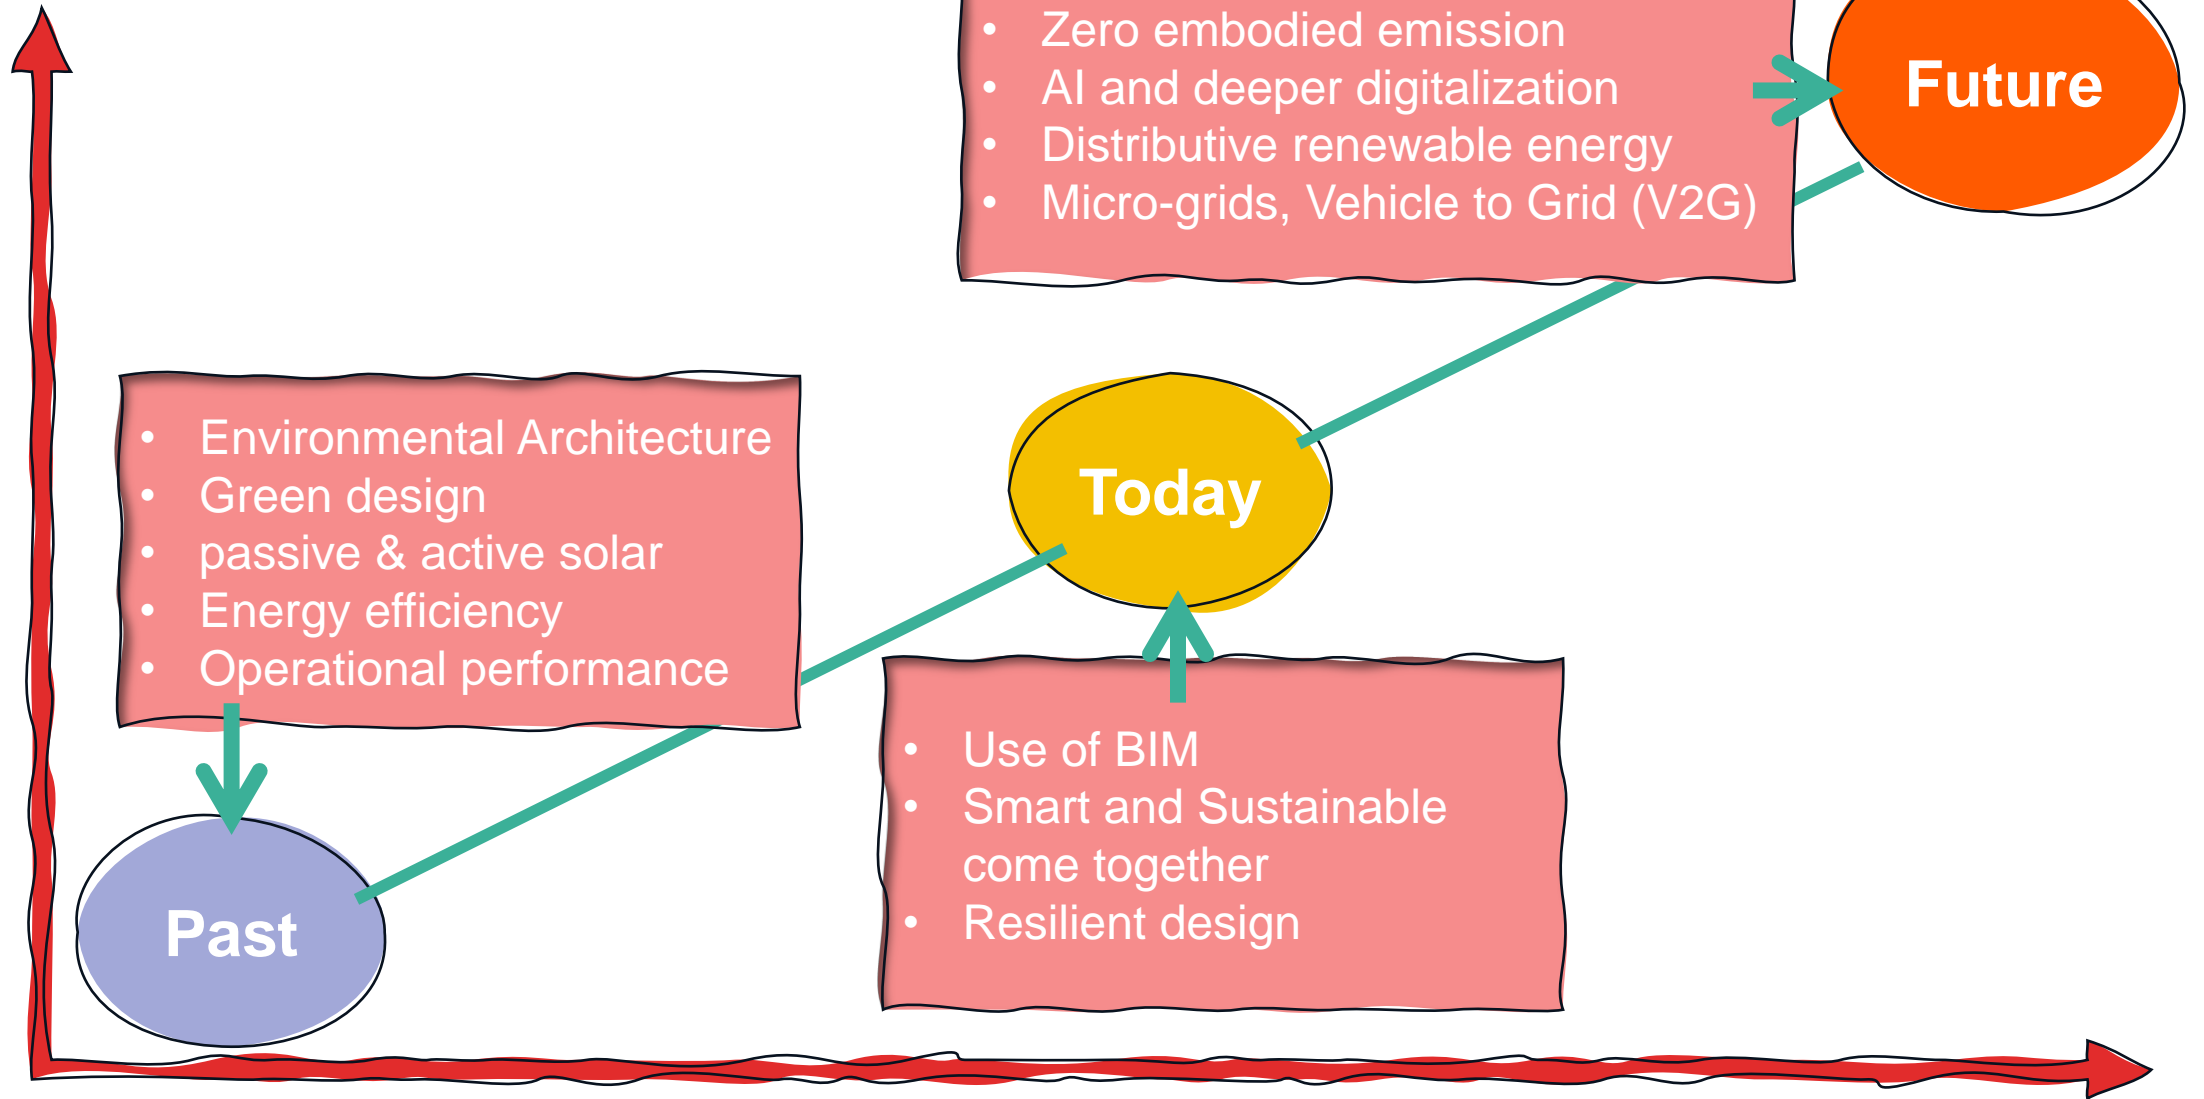 • Zero embodied emission
• AI and deeper digitalization
• Distributive renewable energy
• Micro-grids, Vehicle to Grid (V2G)
Future
• Environmental Architecture
• Green design
• passive & active solar
• Energy efficiency
• Operational performance
Today
• Use of BIM
• Smart and Sustainable
come together
• Resilient design
Past